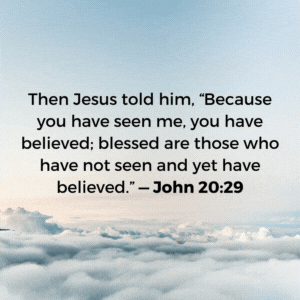 Then Jesus told him, “Because
you have seen me, you have
believed; blessed are those who
have not seen and yet have
believed.” – John 20:29